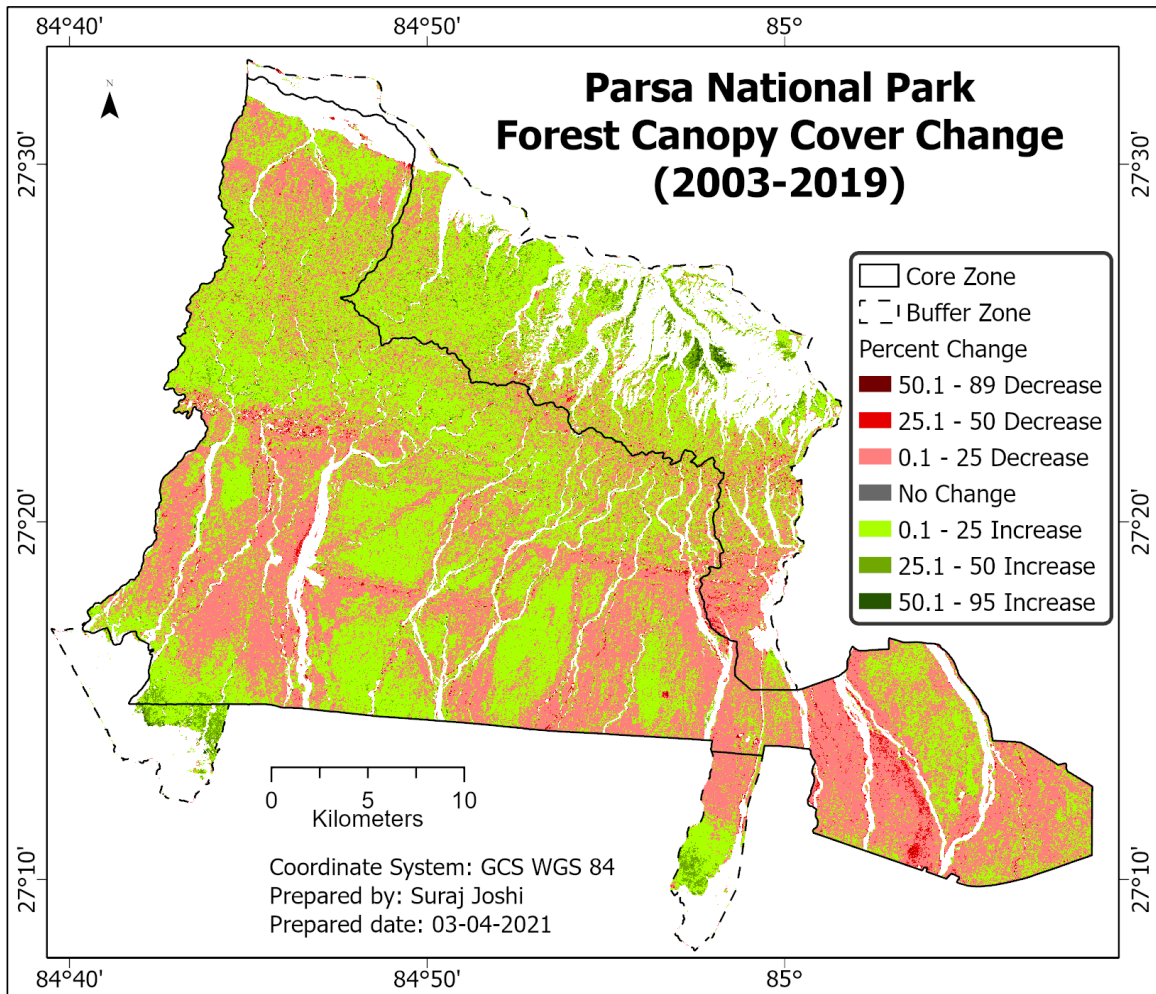 84°40'
84°50'
85°
N
Parsa National Park
Forest Canopy Cover Change
(2003-2019)
27°30'
27°30'
Core Zone
Buffer Zone
Percent Change
50.1 - 89 Decrease
25.1 - 50 Decrease
0.1 - 25 Decrease
No Change
0.1 - 25 Increase
25.1 - 50 Increase
50.1 - 95 Increase
27°20'
27°20'
0 5 10
Kilometers
Coordinate System: GCS WGS 84
Prepared by: Suraj Joshi
Prepared date: 03-04-2021
27°10'
27°10'
84°40'
84°50'
85°